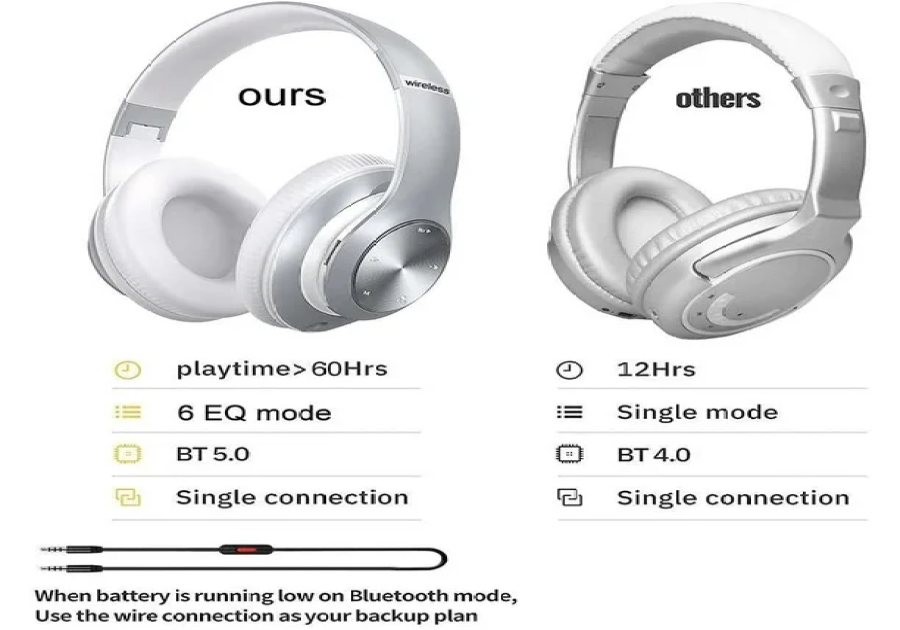 ours
wireless
others
playtime> 60Hrs
6 EQ mode
BT 5.0
Single connection
12Hrs
Single mode
BT 4.0
Single connection
When battery is running low on Bluetooth mode,
Use the wire connection as your backup plan